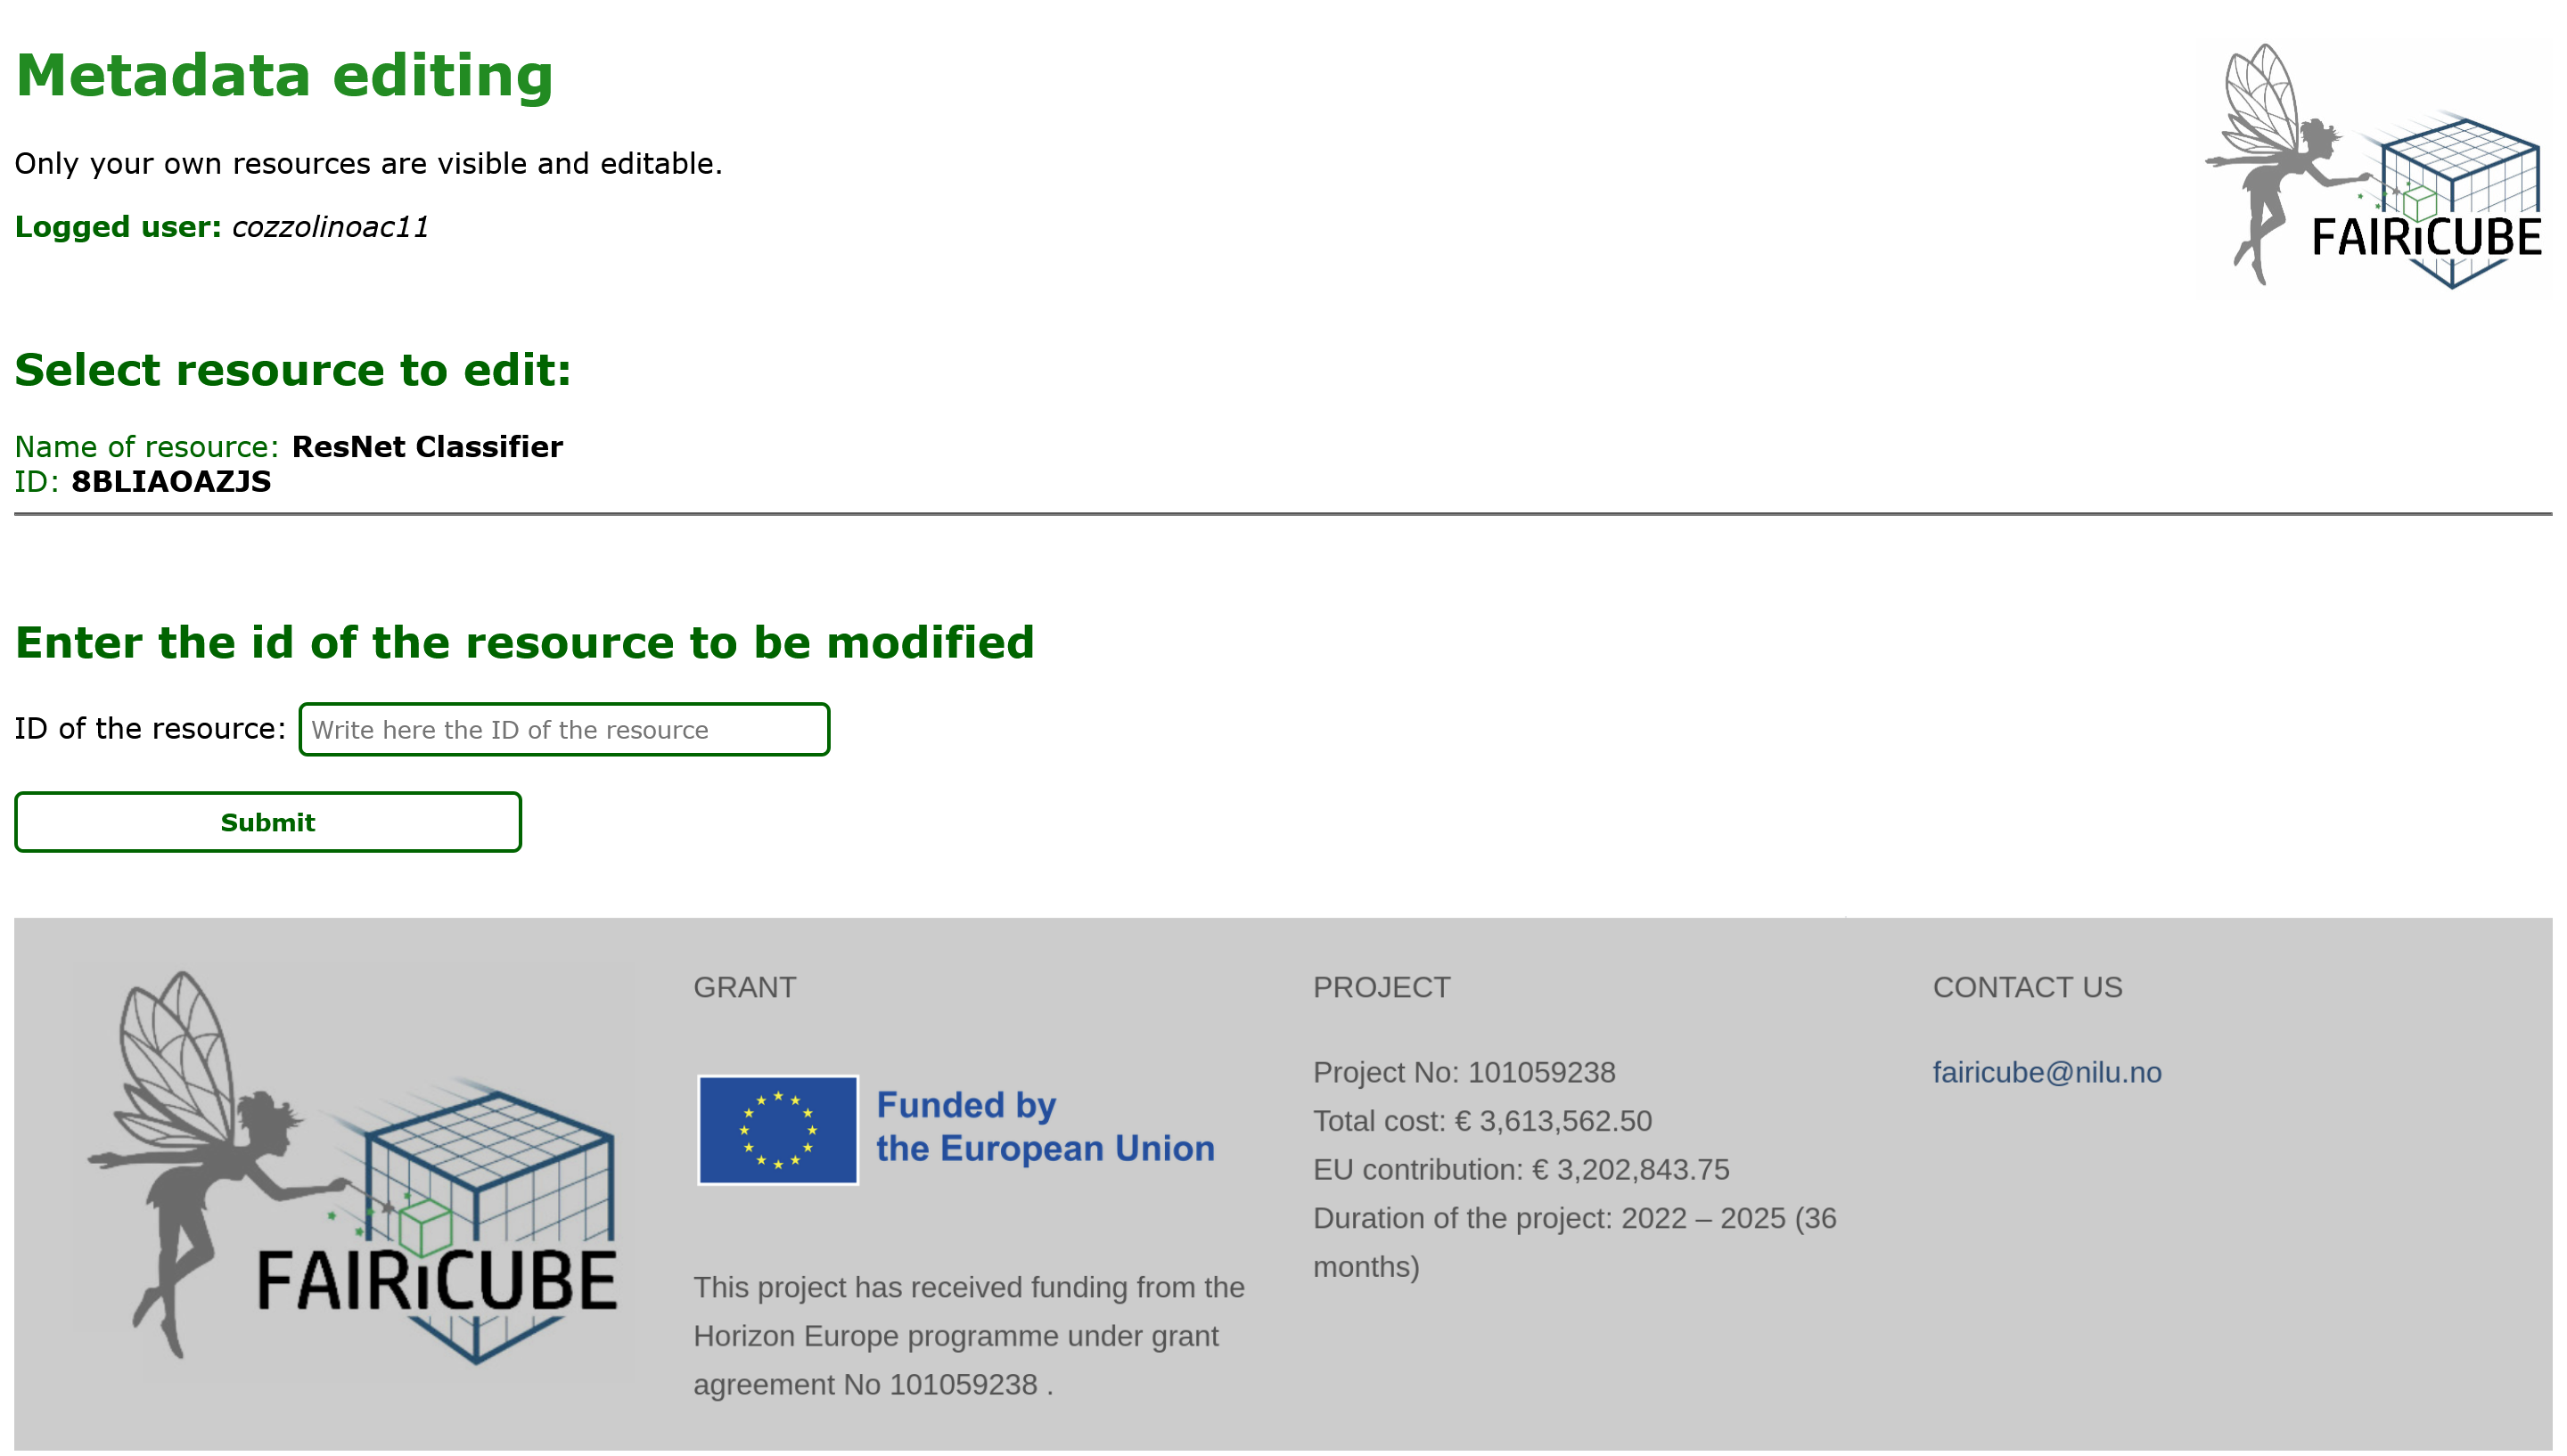 Metadata editing
Only your own resources are visible and editable.
Logged user: cozzolinoac11
FAIRiCUBE
Select resource to edit:
Name of resource: ResNet Classifier
ID: 8BLIAOAZJS
Enter the id of the resource to be modified
ID of the resource: Write here the ID of the resource
Submit
FAIRiCUBE
GRANT
Funded by
the European Union
This project has received funding from the
Horizon Europe programme under grant
agreement No 101059238 .
PROJECT
Project No: 101059238
Total cost: € 3,613,562.50
EU contribution: € 3,202,843.75
Duration of the project: 2022 – 2025 (36
months)
CONTACT US
fairicube@nilu.no